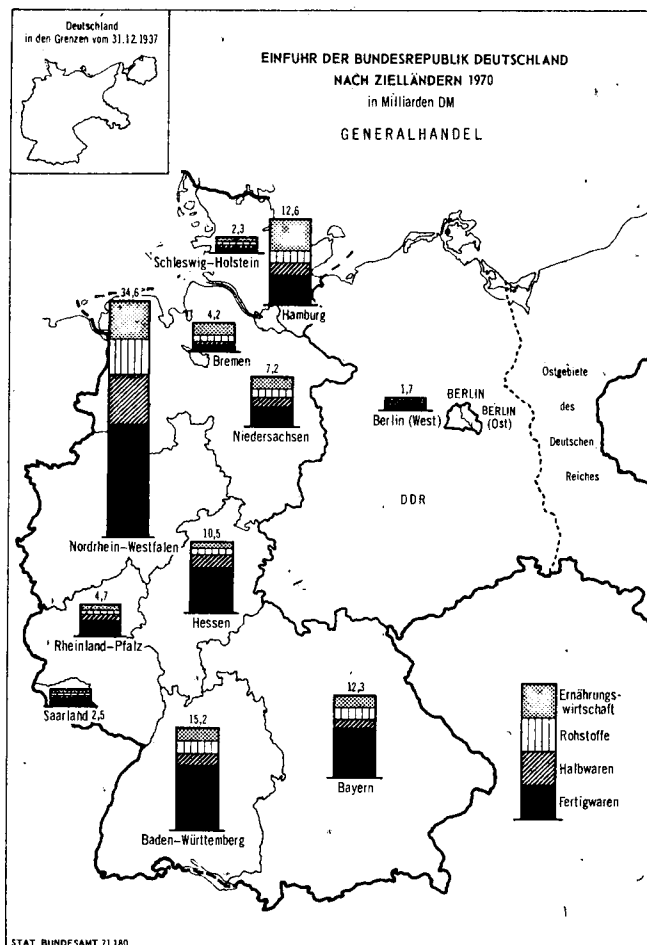 Deutschland
in den Grenzen vom 31.12.1937
EINFUHR DER BUNDESREPUBLIK DEUTSCHLAND
NACH ZIELLÄNDERN 1970
in Milliarden DM
GENERALHANDEL
12,6
2,3
Schleswig-Holstein
Hamburg
34,6
4,2
Bremen
7,2
Niedersachsen
1,7
Berlin (West)
BERLIN
BERLIN
(Ost)
Ostgebiete
des
Deutschen
Reiches
DDR
Nordrhein-Westfalen
10,5
Hessen
4,7
Rheinland-Pfalz
Saarland 2,5
15,2
Baden-Württemberg
12,3
Bayern
Ernährungs-
wirtschaft
Rohstoffe
Halbwaren
Fertigwaren
STAT. BUNDESAMT 71 180